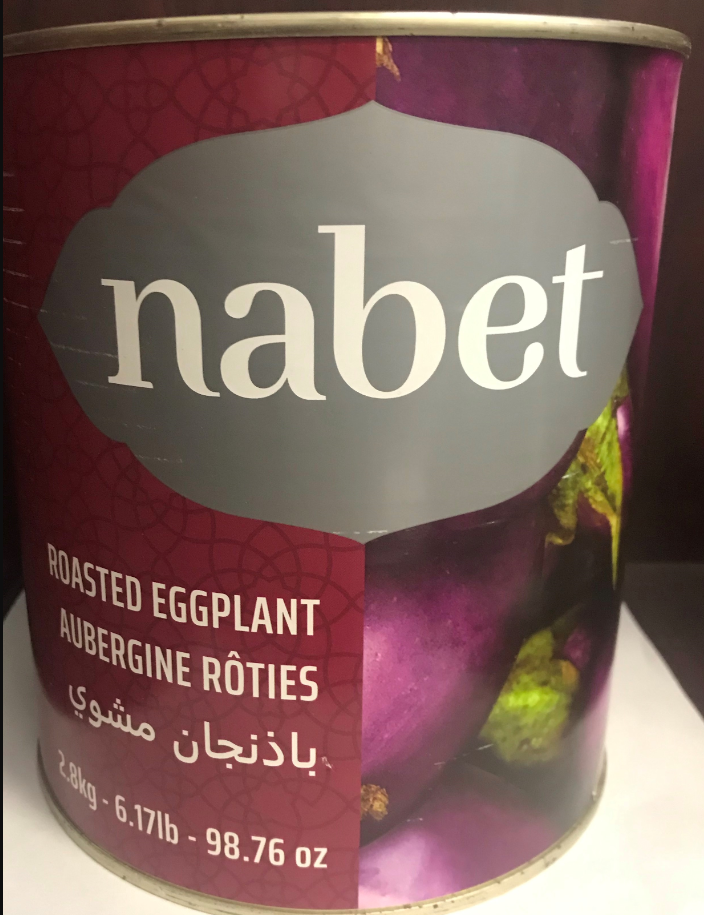 nabet
ROASTED EGGPLANT
AUBERGINE RÔTIES
باذنجان مشوي
2.8kg - 6.17lb - 98.76 oz